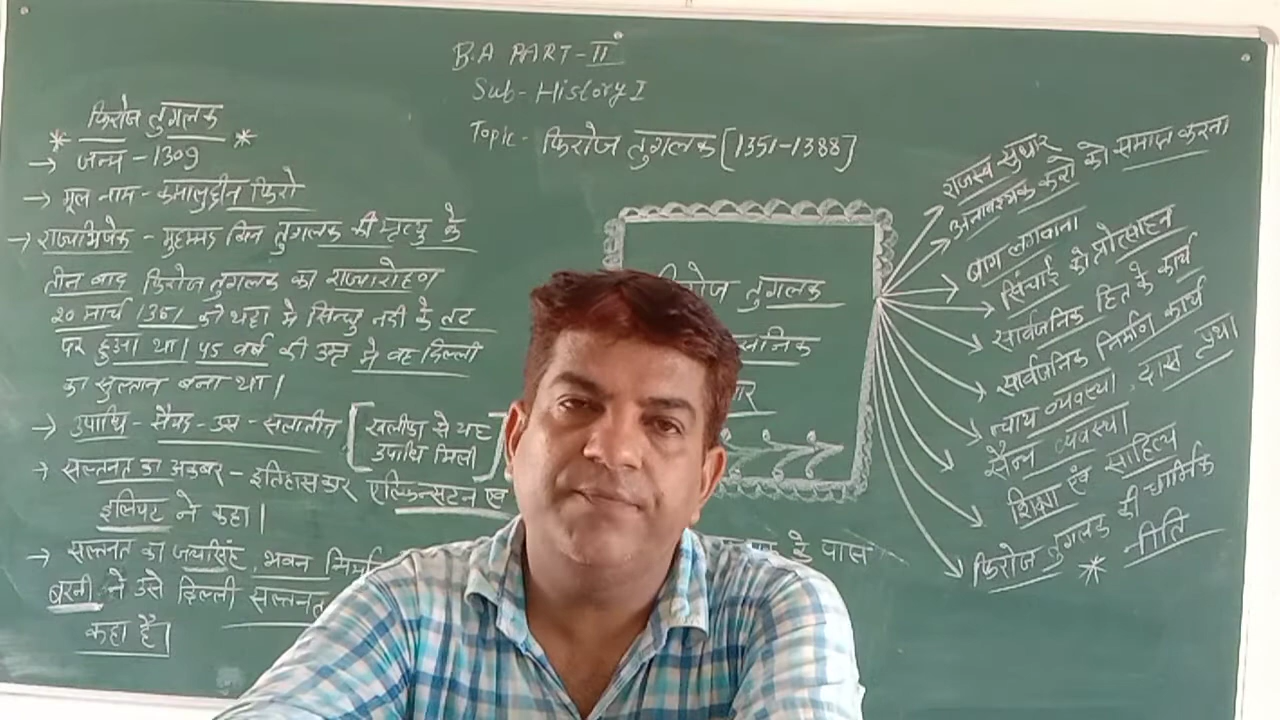 B.A PART-II
Sub- History I
Topic- फिरोज तुगलक [1351-1388]
* फिरोज तुगलक *
→ जन्म - 1309
→ मूल नाम - कमालुद्दीन फिरो
→ राज्याभिषेक - मुहम्मद बिन तुगलक की मृत्यु के
तीन बाद फिरोज तुगलक का राज्यारोहण
20 मार्च 1351 को थट्टा मे सिन्धु नदी के तट
पर हुआ था। 45 वर्ष की उम्र मे वह दिल्ली
का सुल्तान बना था।
→ उपाधि - सैयद-उस-सलातीन [खलीफा से यह
उपाधि मिली]
→ सल्तनत का अकबर - इतिहासकार एल्फिन्सटन एवं
इलियट ने कहा।
→ सल्तनत का जयसिंह, भवन
बरनी ने उसे दिल्ली सल्तनत
कहा है।
तुगलक
राजस्व सुधार
अनावश्यक करो को समाप्त करना
बाग लगवाना
सिंचाई को प्रोत्साहन
सार्वजनिक हित के कार्य
सार्वजनिक निर्माण कार्य
न्याय व्यवस्था, दास प्रथा।
सैन्य व्यवस्था।
शिक्षा एवं साहित्य
फिरोज तुगलक की धार्मिक
* नीति
के पास